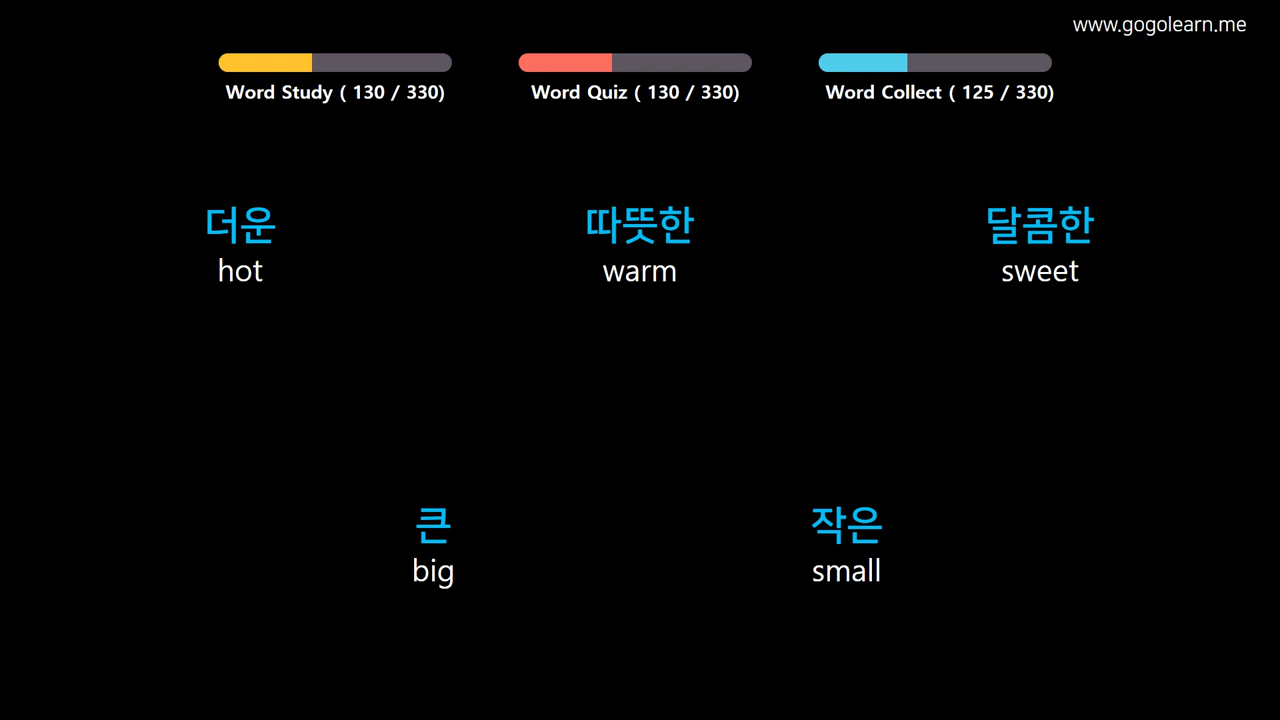 www.gogolearn.me
Word Study ( 130 / 330)
Word Quiz ( 130 / 330)
Word Collect ( 125 / 330)
더운
hot
따뜻한
warm
달콤한
sweet
큰
big
작은
small